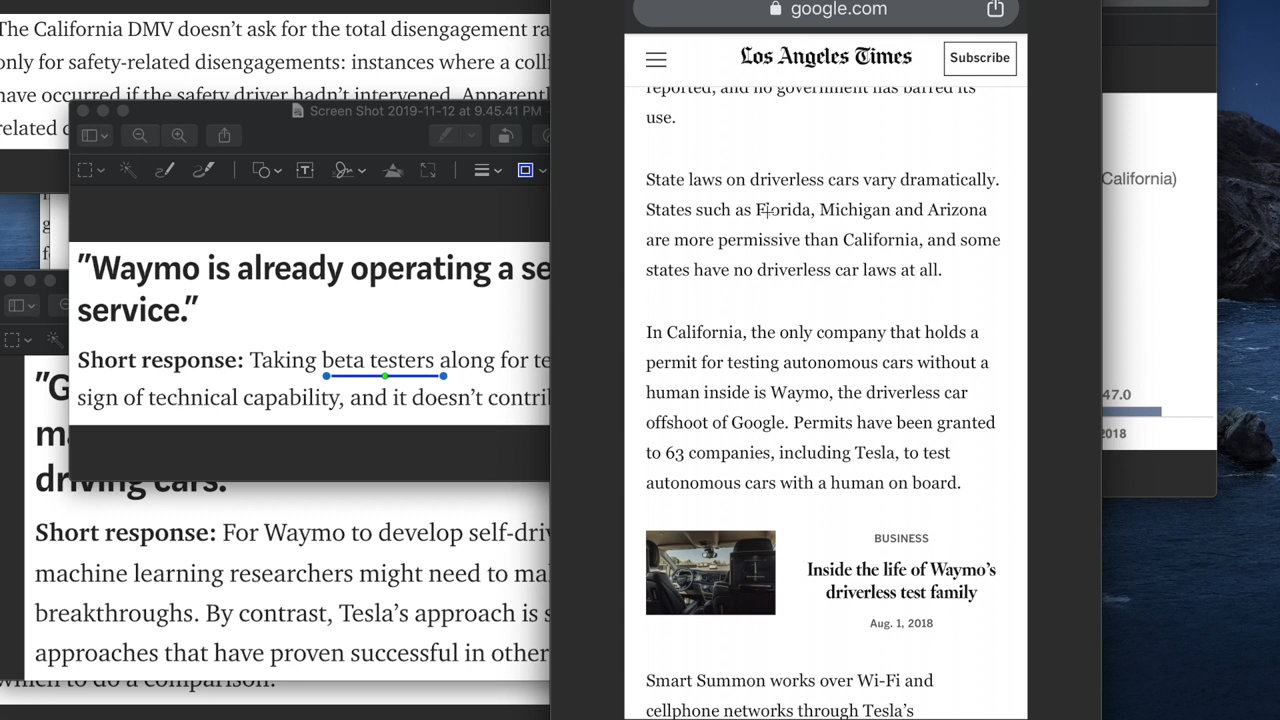 The California DMV doesn't ask for the total disengagement
only for safety-related disengagements: instances where a
have occurred if the safety driver hadn't intervened.
related
Screen Shot 2019-11-12 at 9.45.41 PM
"Waymo is already operating a
service."
Short response: Taking beta testers along for
sign of technical capability, and it doesn't
driving cars.
Short response: For Waymo to develop
machine learning researchers might need to
breakthroughs. By contrast, Tesla's approach is
approaches that have proven successful in other
which to do a comparison.
google.com
Los Angeles Times
Subscribe
reported, and no government has barred its
use.
State laws on driverless cars vary dramatically.
States such as Florida, Michigan and Arizona
are more permissive than California, and some
states have no driverless car laws at all.
In California, the only company that holds a
permit for testing autonomous cars without a
human inside is Waymo, the driverless car
offshoot of Google. Permits have been granted
to 63 companies, including Tesla, to test
autonomous cars with a human on board.
BUSINESS
Inside the life of Waymo's
driverless test family
Aug. 1, 2018
Smart Summon works over Wi-Fi and
cellphone networks through Tesla's
California)
47.0
2018